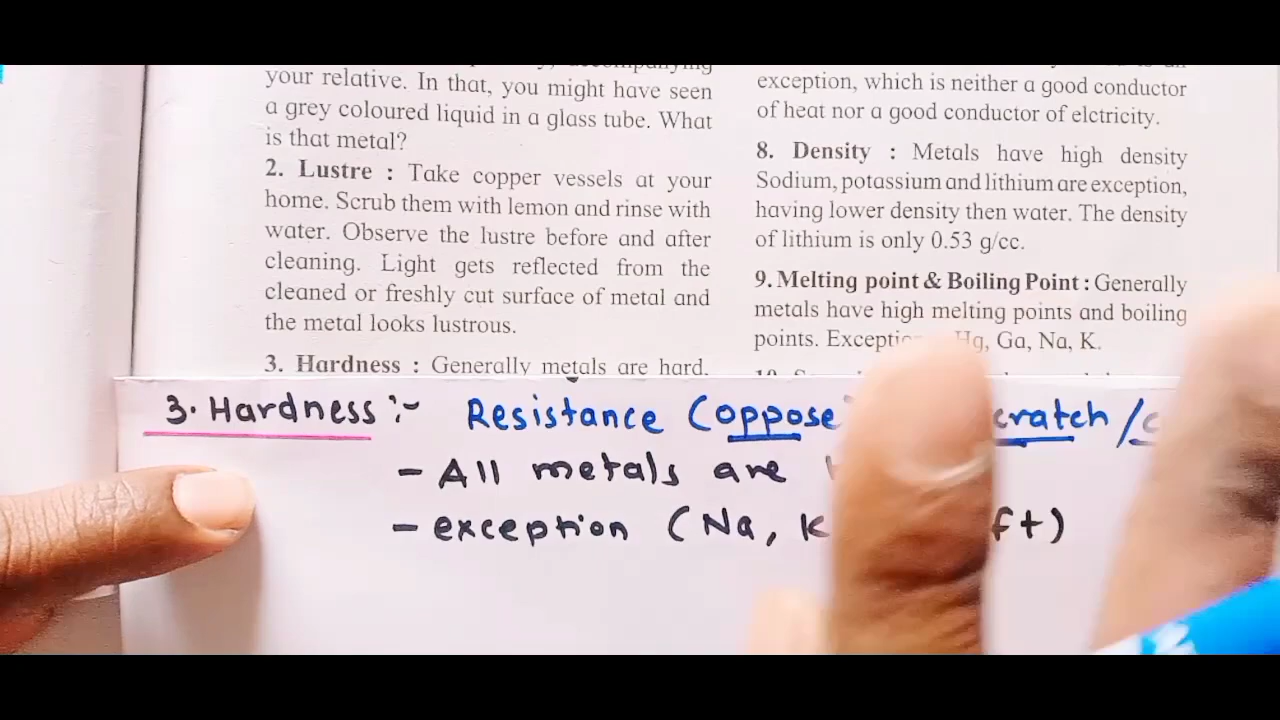 your relative. In that, you might have seen
a grey coloured liquid in a glass tube. What
is that metal?
2. Lustre : Take copper vessels at your
home. Scrub them with lemon and rinse with
water. Observe the lustre before and after
cleaning. Light gets reflected from the
cleaned or freshly cut surface of metal and
the metal looks lustrous.
3. Hardness : Generally metals are hard.
exception, which is neither a good conductor
of heat nor a good conductor of elctricity.
8. Density : Metals have high density
Sodium, potassium and lithium are exception,
having lower density then water. The density
of lithium is only 0.53 g/cc.
9. Melting point & Boiling Point : Generally
metals have high melting points and boiling
points. Hg, Ga, Na, K.
3. Hardness :- Resistance (oppose
- All metals are
- exception (Na, K